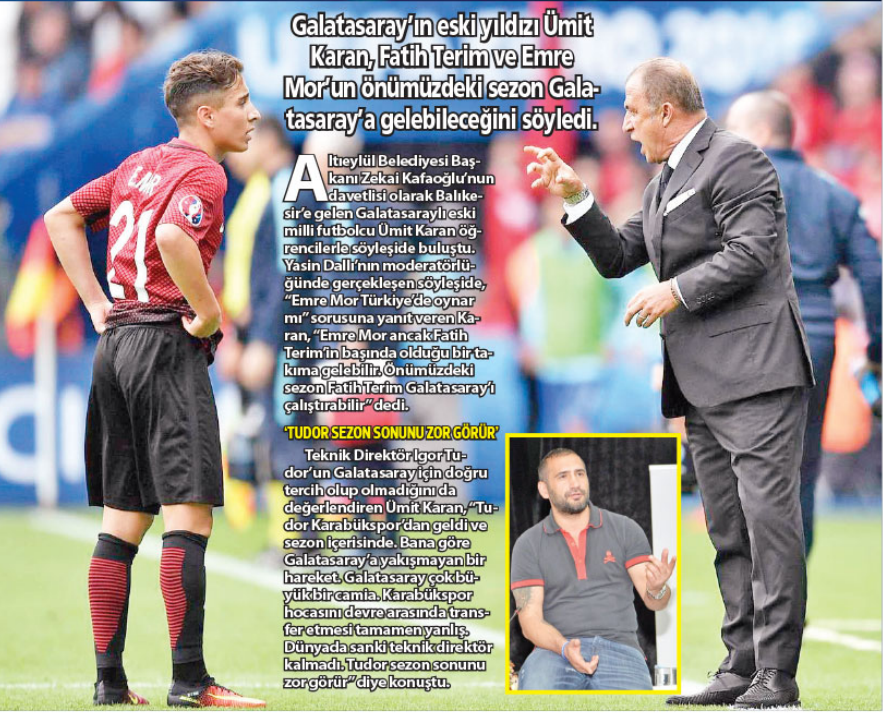 Galatasaray'ın eski yıldızı Ümit
Karan, Fatih Terim ve Emre
Mor'un önümüzdeki sezon Gala-
tasaray'a gelebileceğini söyledi.
Altıeylül Belediyesi Baş-
kanı Zekai Kafaoğlu'nun
davetlisi olarak Balıke-
sir'e gelen Galatasaraylı eski
milli futbolcu Ümit Karan öğ-
rencilerle söyleşide buluştu.
Yasin Dallı'nın moderatörlü-
ğünde gerçekleşen söyleşide,
"Emre Mor Türkiye'de oynar
mı" sorusuna yanıt veren Ka-
ran, "Emre Mor ancak Fatih
Terim'in başında olduğu bir ta-
kıma gelebilir. Önümüzdeki
sezon Fatih Terim Galatasaray'ı
çalıştırabilir" dedi.
'TUDOR SEZON SONUNU ZOR GÖRÜR'
Teknik Direktör Igor Tu-
dor'un Galatasaray için doğru
tercih olup olmadığını da
değerlendiren Ümit Karan, "Tu-
dor Karabükspor'dan geldi ve
sezon içerisinde. Bana göre
Galatasaray'a yakışmayan bir
hareket. Galatasaray çok bü-
yük bir camia. Karabükspor
hocasını devre arasında trans-
fer etmesi tamamen yanlış.
Dünyada sanki teknik direktör
kalmadı. Tudor sezon sonunu
zor görür" diye konuştu.
E. MOR
21